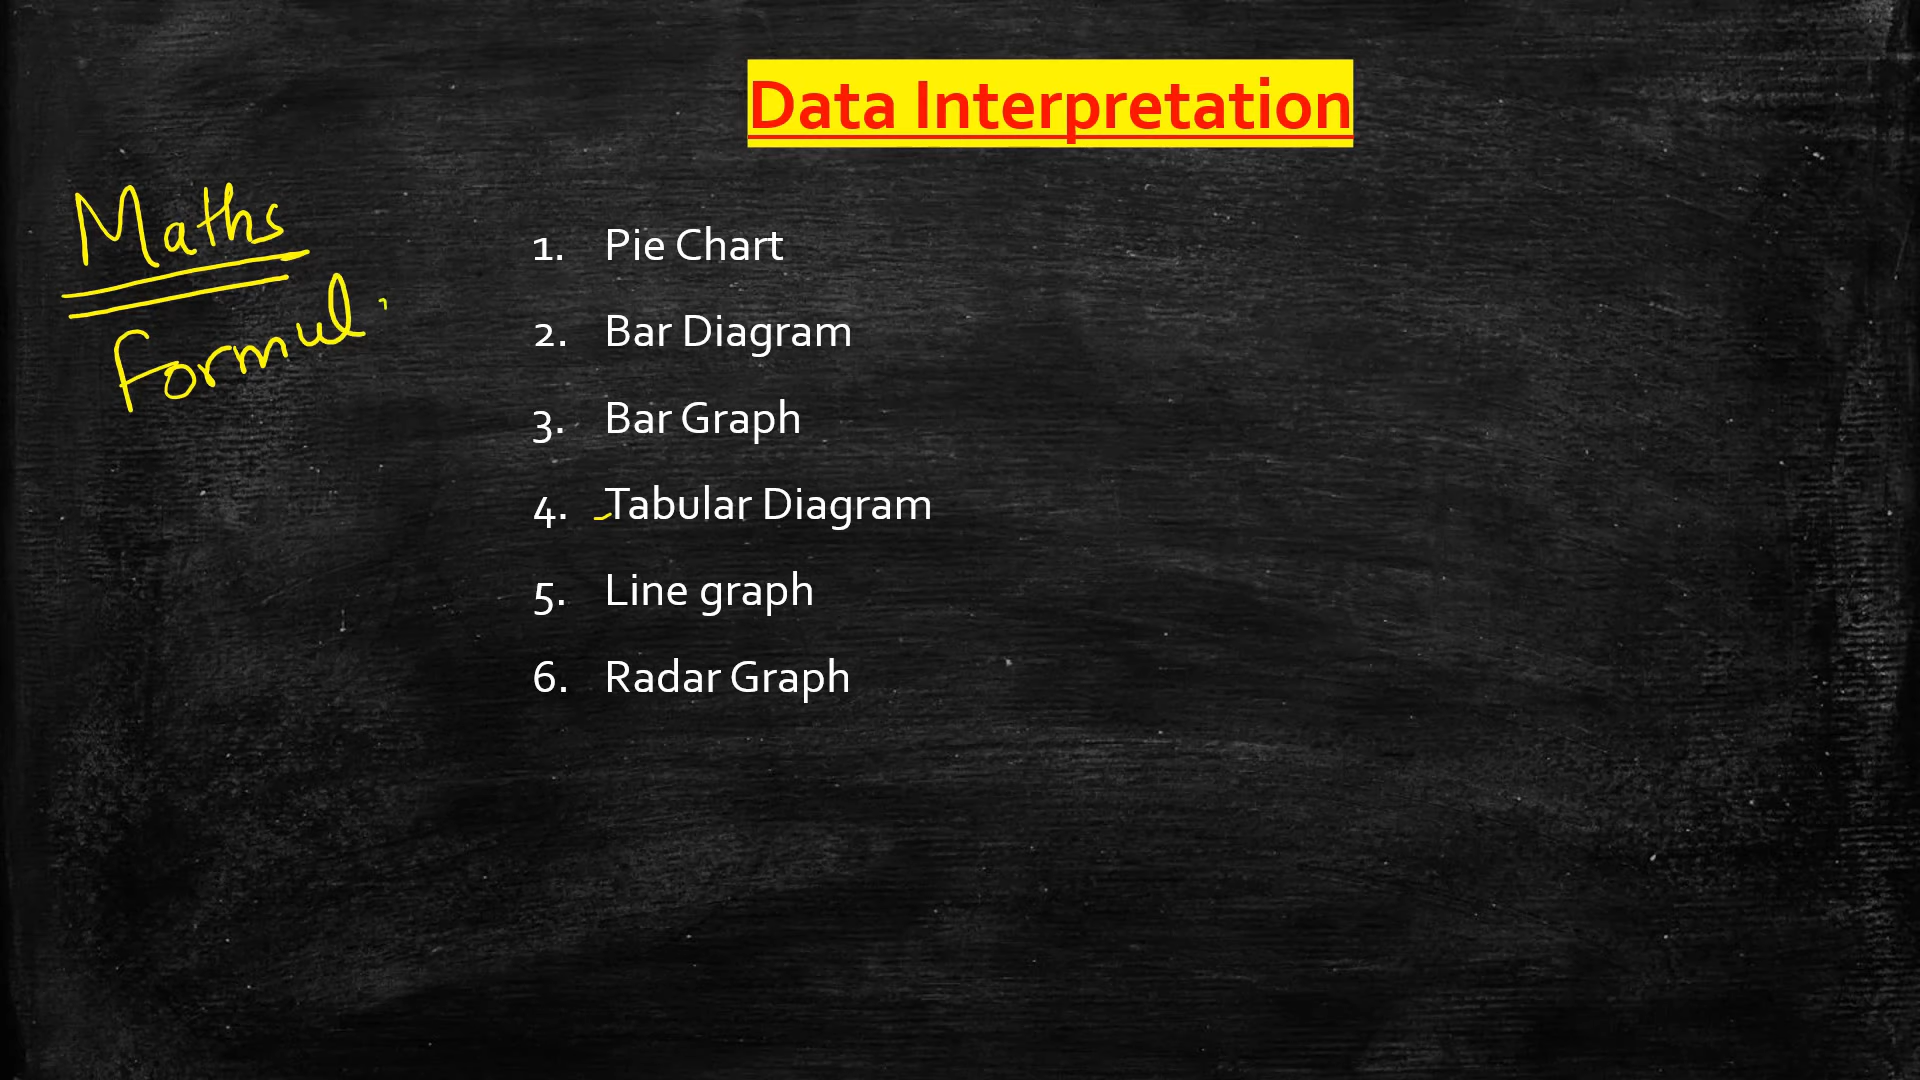 Data Interpretation
Maths
Formul
1. Pie Chart
2. Bar Diagram
3. Bar Graph
4. Tabular Diagram
5. Line graph
6. Radar Graph